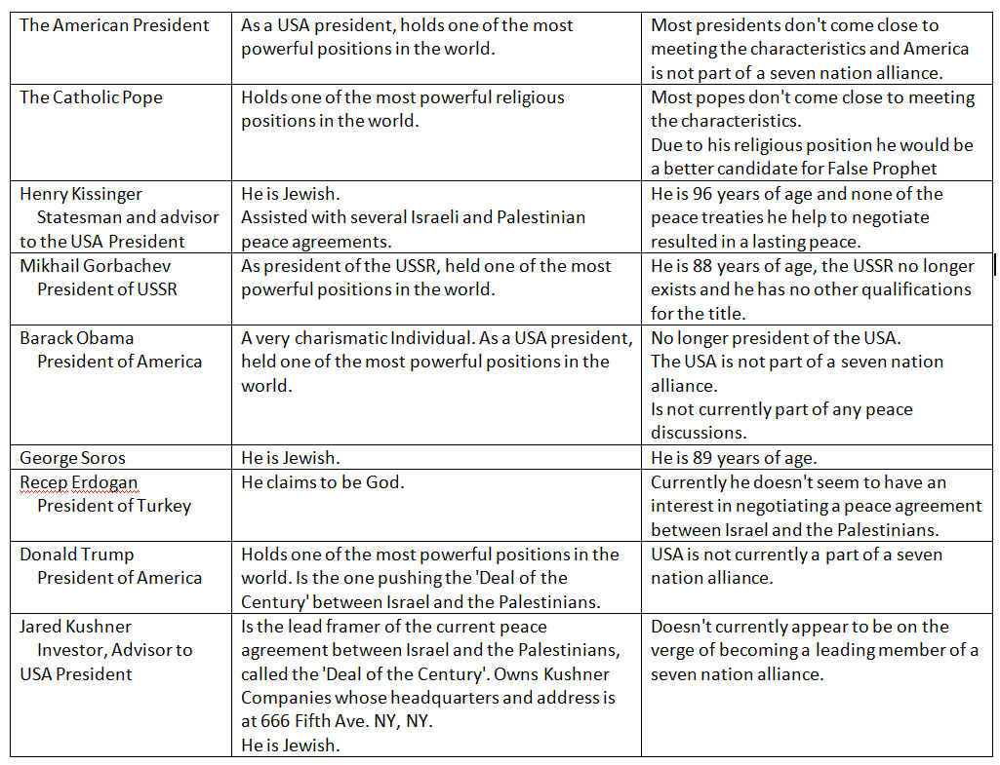 The American President
As a USA president, holds one of the most
powerful positions in the world.
Most presidents don't come close to
meeting the characteristics and America
is not part of a seven nation alliance.
The Catholic Pope
Holds one of the most powerful religious
positions in the world.
Most popes don't come close to meeting
the characteristics.
Due to his religious position he would be
a better candidate for False Prophet
Henry Kissinger
Statesman and advisor
to the USA President
He is Jewish.
Assisted with several Israeli and Palestinian
peace agreements.
He is 96 years of age and none of the
peace treaties he help to negotiate
resulted in a lasting peace.
Mikhail Gorbachev
President of USSR
As president of the USSR, held one of the most
powerful positions in the world.
He is 88 years of age, the USSR no longer
exists and he has no other qualifications
for the title.
Barack Obama
President of America
A very charismatic Individual. As a USA president,
held one of the most powerful positions in the
world.
No longer president of the USA.
The USA is not part of a seven nation
alliance.
Is not currently part of any peace
discussions.
George Soros
He is Jewish.
He is 89 years of age.
Recep Erdogan
President of Turkey
He claims to be God.
Currently he doesn't seem to have an
interest in negotiating a peace agreement
between Israel and the Palestinians.
Donald Trump
President of America
Holds one of the most powerful positions in the
world. Is the one pushing the 'Deal of the
Century' between Israel and the Palestinians.
USA is not currently a part of a seven
nation alliance.
Jared Kushner
Investor, Advisor to
USA President
Is the lead framer of the current peace
agreement between Israel and the Palestinians,
called the 'Deal of the Century'. Owns Kushner
Companies whose headquarters and address is
at 666 Fifth Ave. NY, NY.
He is Jewish.
Doesn't currently appear to be on the
verge of becoming a leading member of a
seven nation alliance.